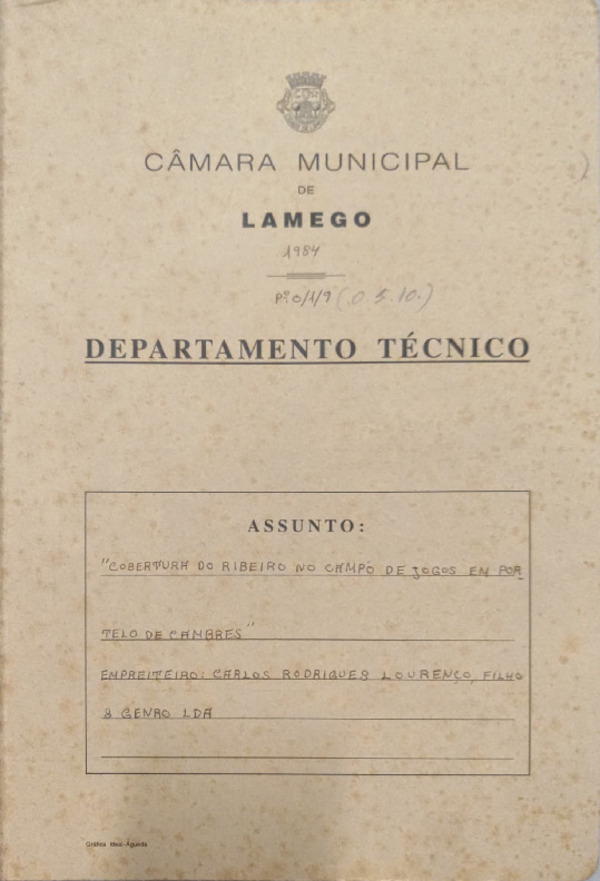 CÂMARA MUNICIPAL
DE
LAMEGO
1984
Pº. 0/1/9 (0.5.10.)
DEPARTAMENTO TÉCNICO
ASSUNTO:
"COBERTURA DO RIBEIRO NO CAMPO DE JOGOS EM POR
TELO DE CAMBRES"
EMPREITEIRO: CARLOS RODRIGUES LOURENÇO, FILHO
& GENRO LDA
Gráfica Ideal-Águeda